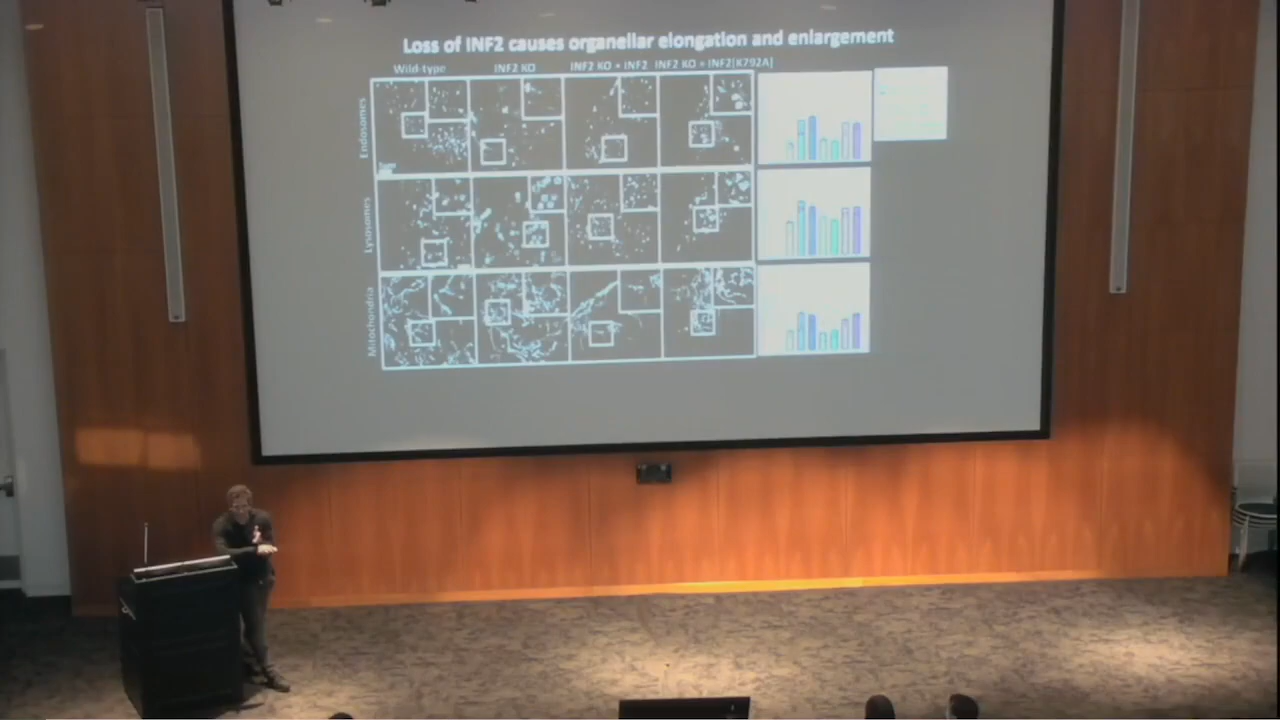 Loss of INF2 causes organellar elongation and enlargement
Wild-type INF2 KO INF2 KO + INF2 INF2 KO + INF2[K792A]
Endosomes
Lysosomes
Mitochondria